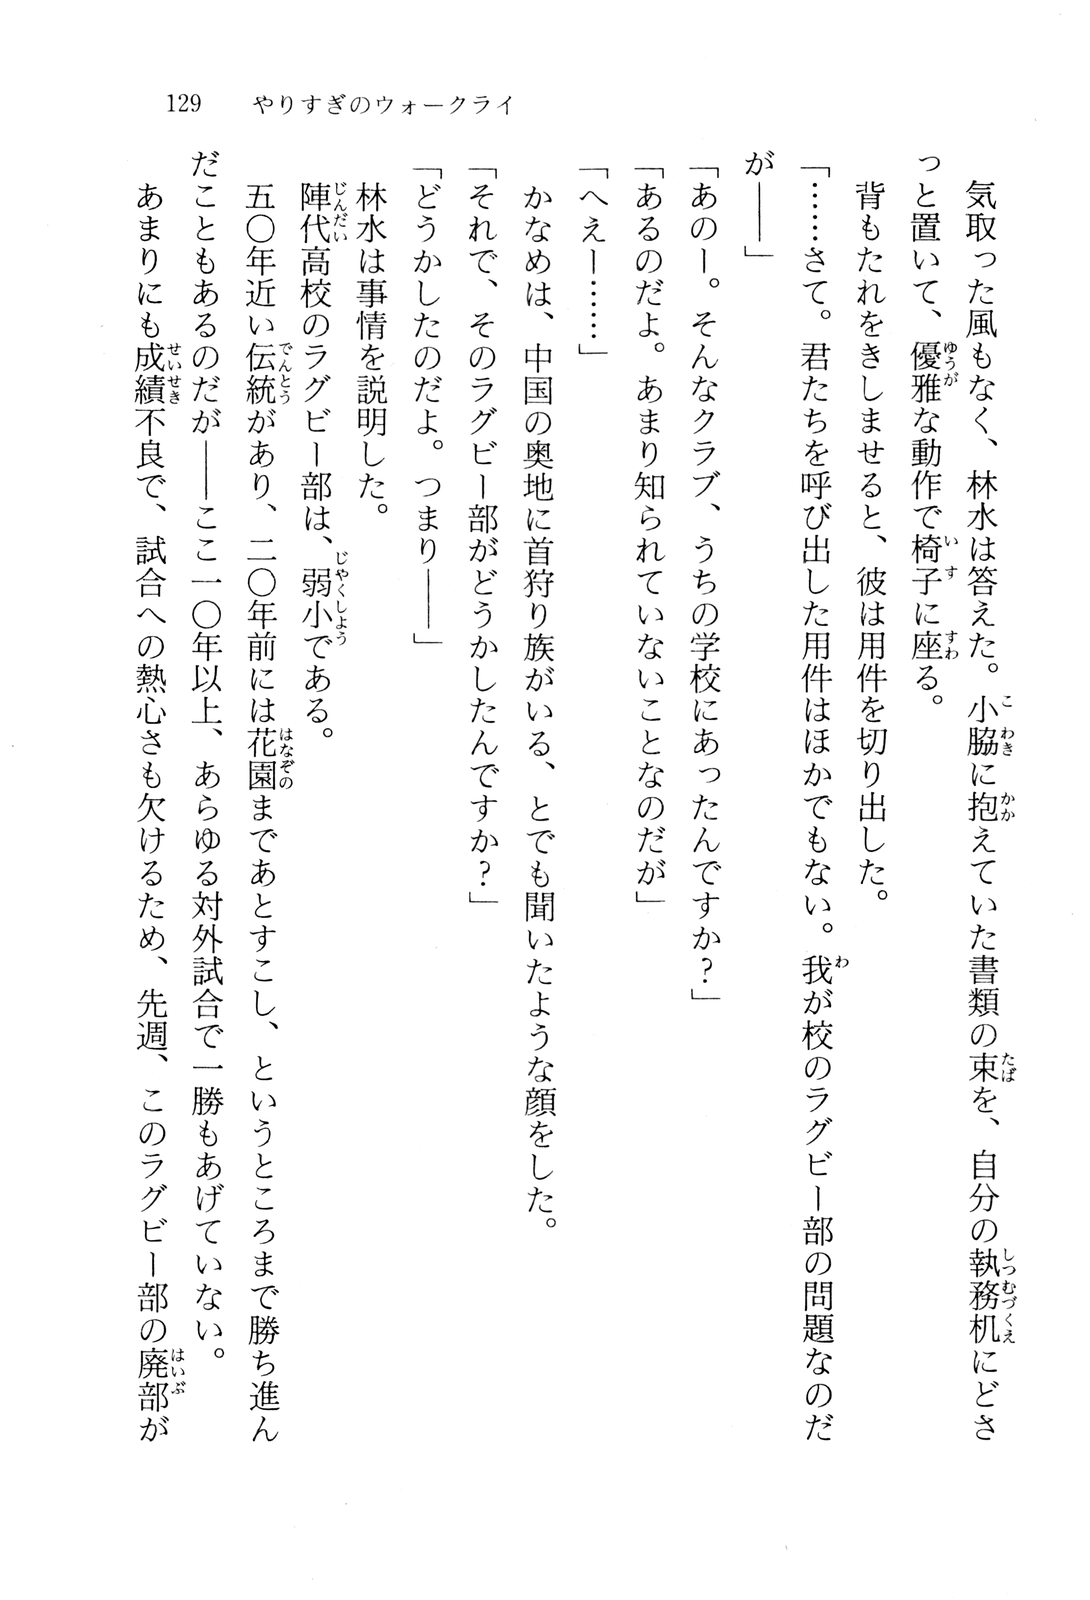 129　やりすぎのウォークライ
　気取った風もなく、林水は答えた。小脇に抱えていた書類の束を、自分の執務机にどさ
っと置いて、優雅な動作で椅子に座る。
　背もたれをきしませると、彼は用件を切り出した。
「……さて。君たちを呼び出した用件はほかでもない。我が校のラグビー部の問題なのだ
が――」
「あのー。そんなクラブ、うちの学校にあったんですか？」
「あるのだよ。あまり知られていないことなのだが」
「へえー……」
　かなめは、中国の奥地に首狩り族がいる、とでも聞いたような顔をした。
「それで、そのラグビー部がどうかしたんですか？」
「どうかしたのだよ。つまり――」
　林水は事情を説明した。
　陣代高校のラグビー部は、弱小である。
　五〇年近い伝統があり、二〇年前には花園まであとすこし、というところまで勝ち進ん
だこともあるのだが――ここ一〇年以上、あらゆる対外試合で一勝もあげていない。
　あまりにも成績不良で、試合への熱心さも欠けるため、先週、このラグビー部の廃部が